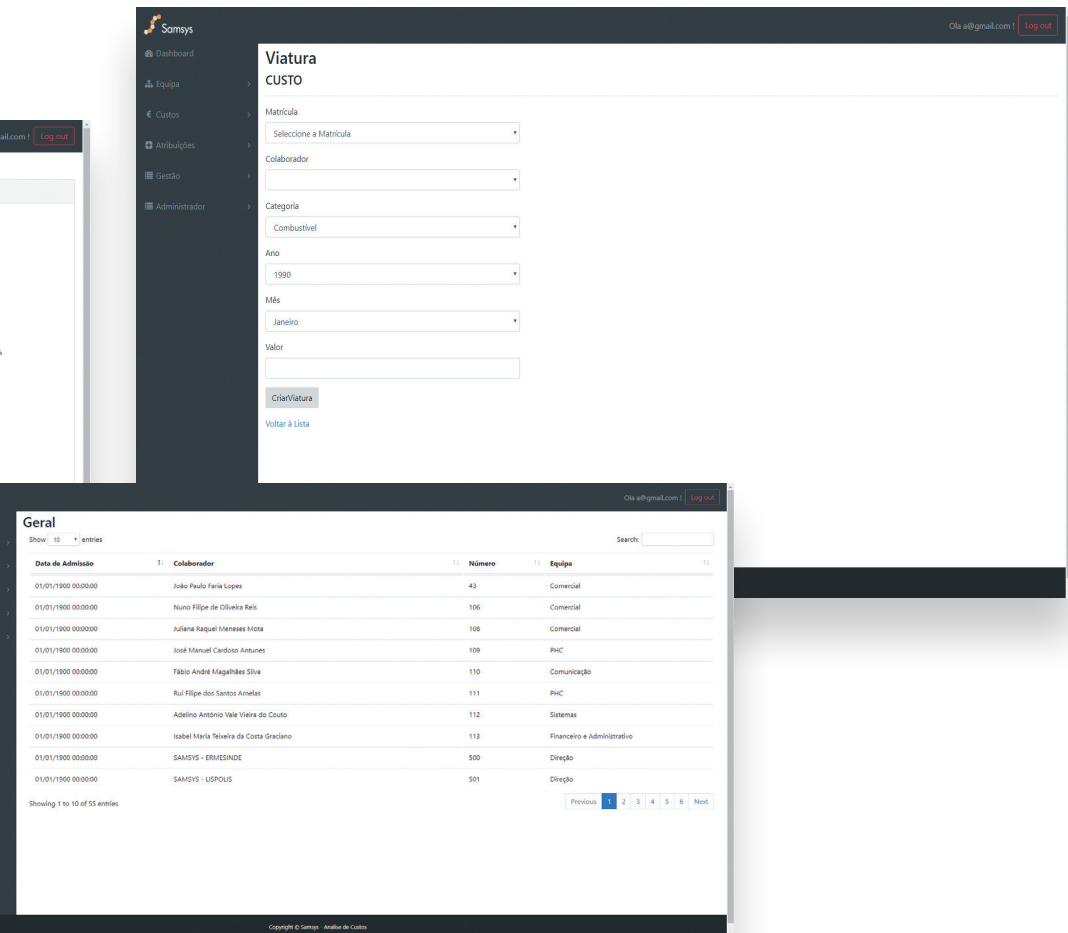 Samsys
Ola a@gmail.com ! Log out
Dashboard
Equipa
€ Custos
Atribuições
Gestão
Administrador
Viatura
CUSTO
Matrícula
Seleccione a Matrícula
Colaborador
Categoria
Combustível
Ano
1990
Mês
Janeiro
Valor
CriarViatura
Voltar à Lista
ail.com ! Log out
Ola a@gmail.com ! Log out
Geral
Show 10 entries Search:
Data de Admissão Colaborador Número Equipa
01/01/1900 00:00:00 João Paulo Faria Lopes 43 Comercial
01/01/1900 00:00:00 Nuno Filipe de Oliveira Reis 106 Comercial
01/01/1900 00:00:00 Juliana Raquel Meneses Mota 108 Comercial
01/01/1900 00:00:00 José Manuel Cardoso Antunes 109 PHC
01/01/1900 00:00:00 Fábio André Magalhães Silva 110 Comunicação
01/01/1900 00:00:00 Rui Filipe dos Santos Arnelas 111 PHC
01/01/1900 00:00:00 Adelino António Vale Vieira do Couto 112 Sistemas
01/01/1900 00:00:00 Isabel Maria Teixeira da Costa Graciano 113 Financeiro e Administrativo
01/01/1900 00:00:00 SAMSYS - ERMESINDE 500 Direção
01/01/1900 00:00:00 SAMSYS - LISPOLIS 501 Direção
Showing 1 to 10 of 55 entries Previous 1 2 3 4 5 6 Next
Copyright © Samsys - Analise de Custos